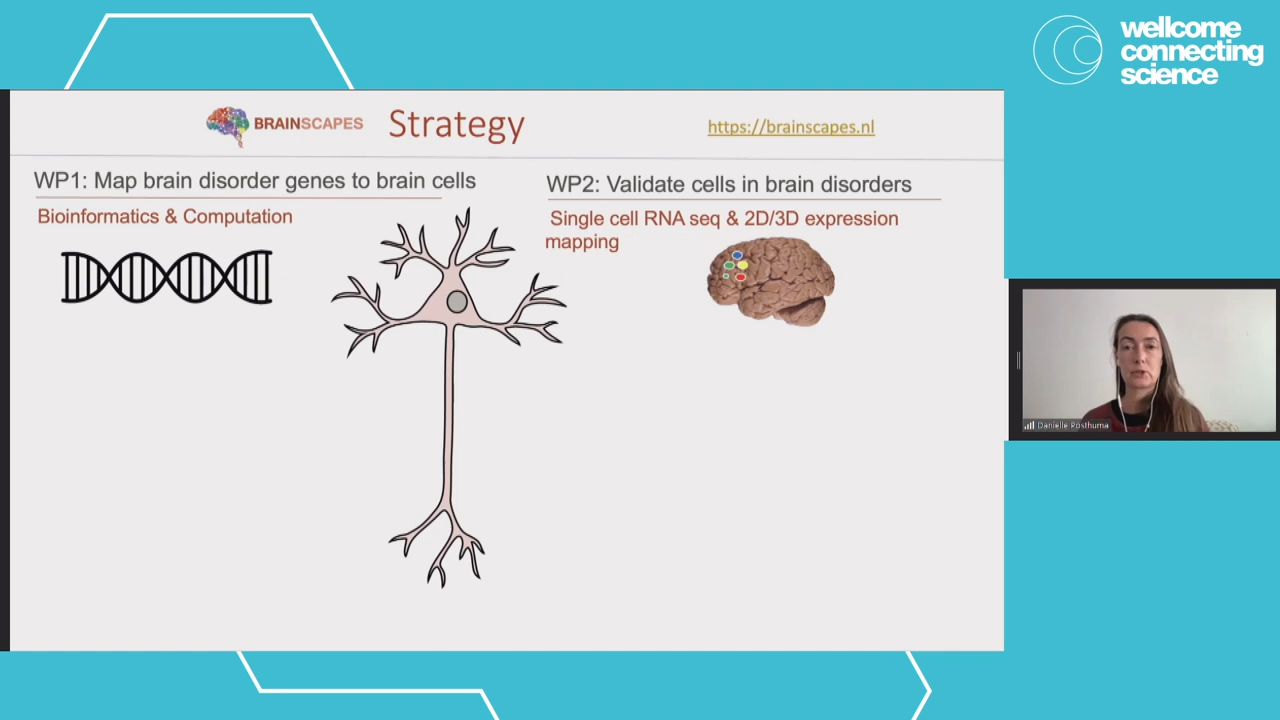 wellcome
connecting
science
BRAINSCAPES
Strategy
https://brainscapes.nl
WP1: Map brain disorder genes to brain cells
Bioinformatics & Computation
WP2: Validate cells in brain disorders
Single cell RNA seq & 2D/3D expression
mapping
Danielle Posthuma